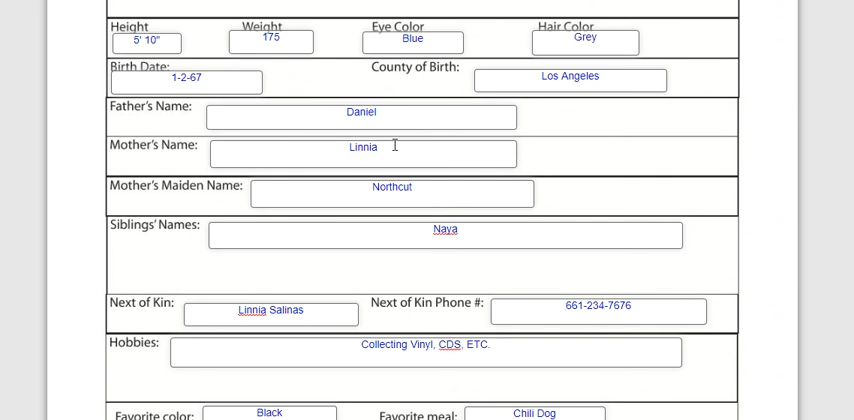 Height Weight Eye Color Hair Color
5' 10" 175 Blue Grey
Birth Date: 1-2-67 County of Birth: Los Angeles
Father's Name: Daniel
Mother's Name: Linnia
Mother's Maiden Name: Northcut
Siblings' Names: Naya
Next of Kin: Linnia Salinas Next of Kin Phone #: 661-234-7676
Hobbies: Collecting Vinyl, CDS, ETC.
Favorite color: Black Favorite meal: Chili Dog